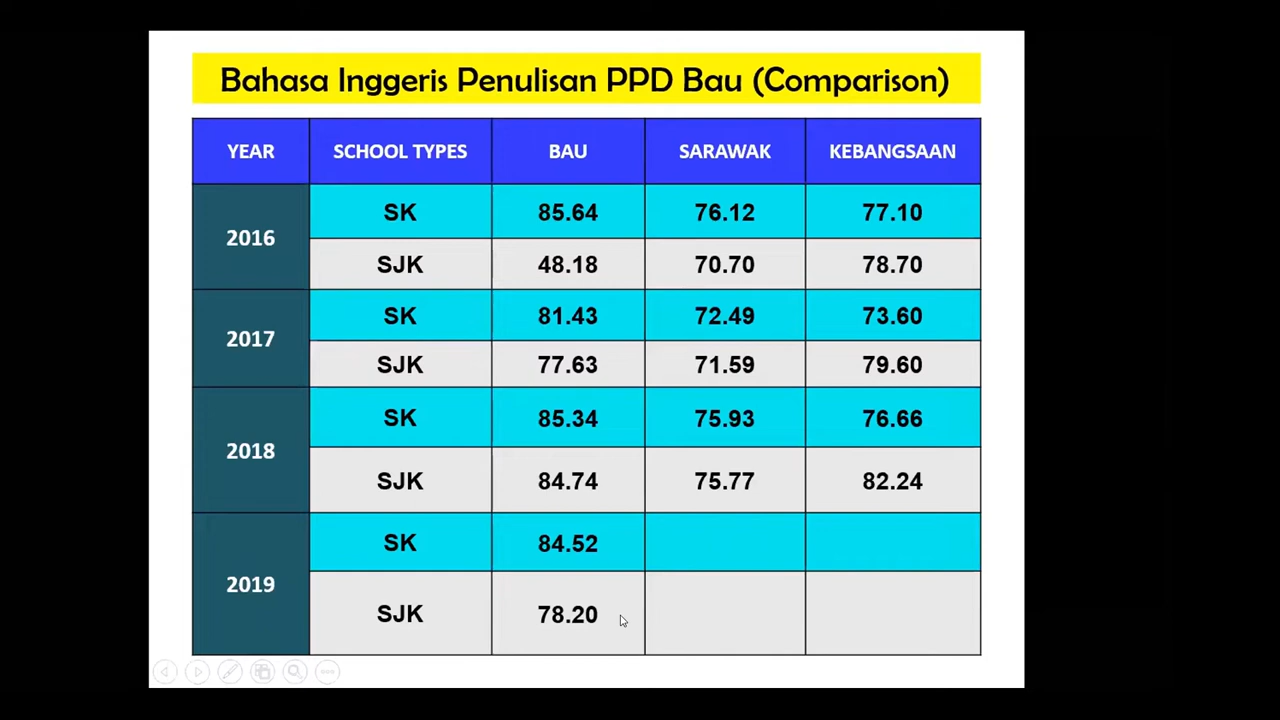 Bahasa Inggeris Penulisan PPD Bau (Comparison)
YEAR SCHOOL TYPES BAU SARAWAK KEBANGSAAN
2016 SK 85.64 76.12 77.10
SJK 48.18 70.70 78.70
2017 SK 81.43 72.49 73.60
SJK 77.63 71.59 79.60
2018 SK 85.34 75.93 76.66
SJK 84.74 75.77 82.24
2019 SK 84.52
SJK 78.20